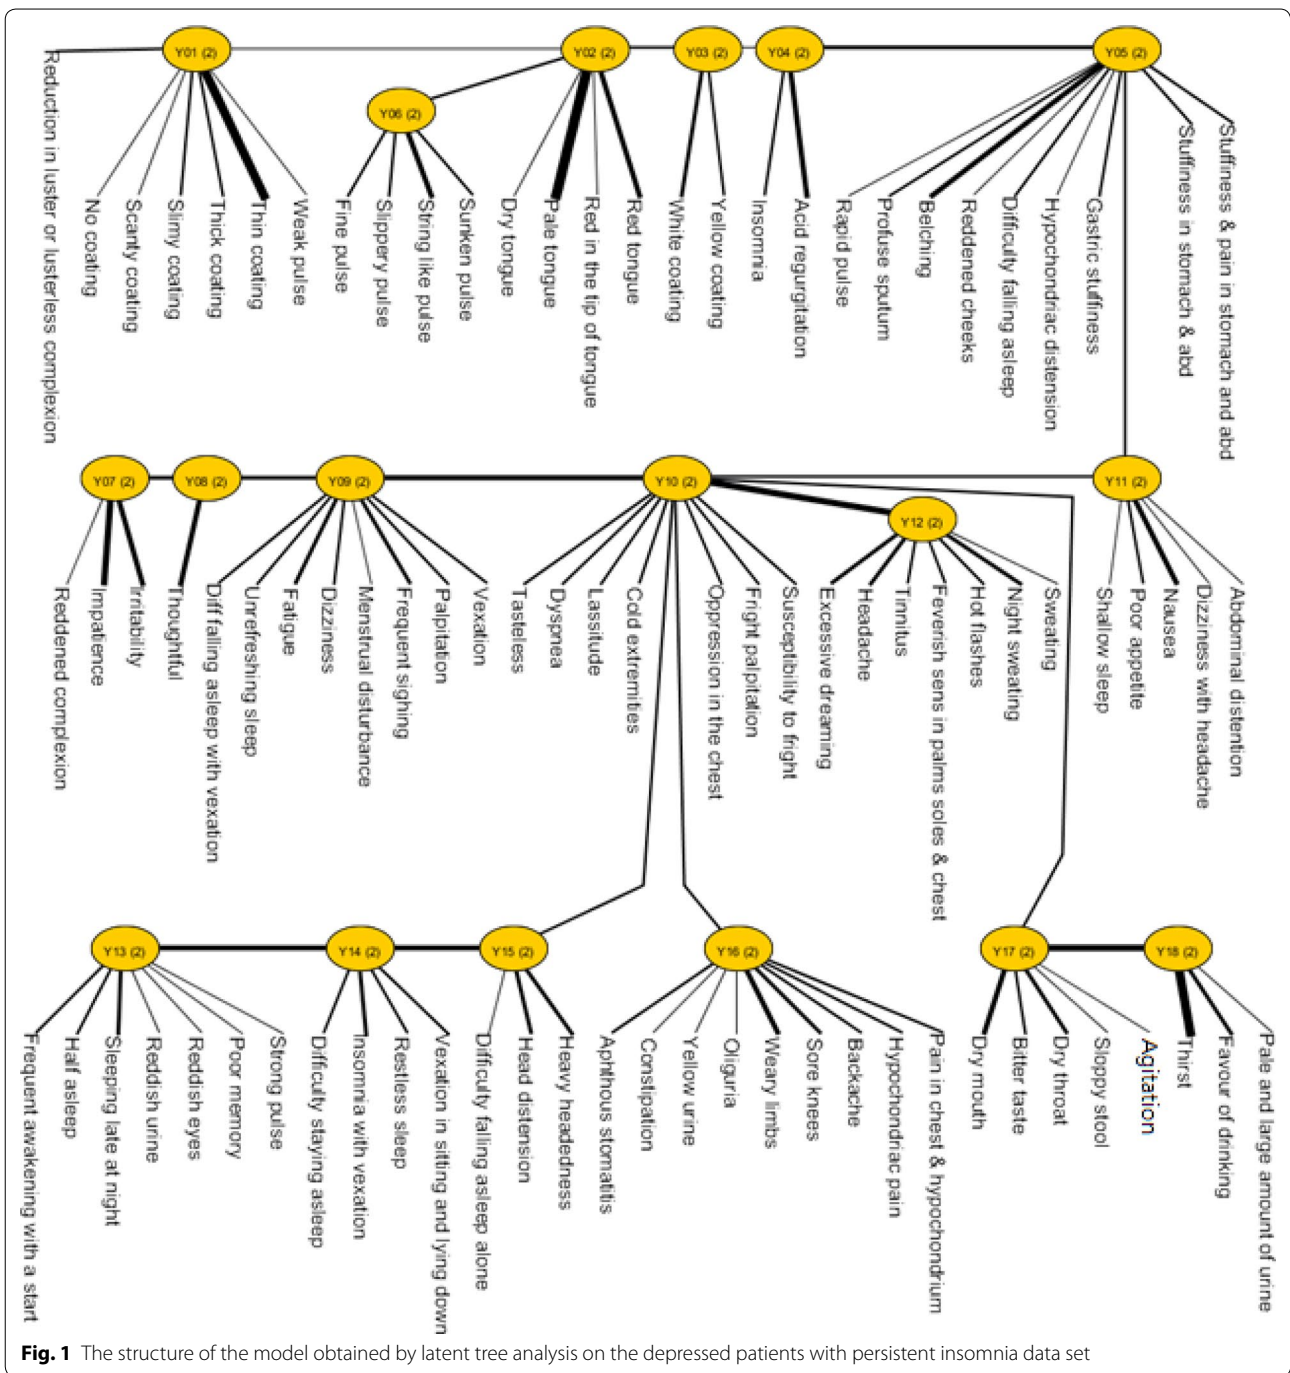 Y01 (2)
Y02 (2)
Y03 (2)
Y04 (2)
Y05 (2)
Y06 (2)
Reduction in luster or lusterless complexion
No coating
Scanty coating
Slimy coating
Thick coating
Thin coating
Weak pulse
Fine pulse
Slippery pulse
String like pulse
Sunken pulse
Dry tongue
Pale tongue
Red in the tip of tongue
Red tongue
White coating
Yellow coating
Insomnia
Acid regurgitation
Rapid pulse
Profuse sputum
Belching
Reddened cheeks
Difficulty falling asleep
Hypochondriac distension
Gastric stuffiness
Stuffiness in stomach & abd
Stuffiness & pain in stomach and abd
Y07 (2)
Y08 (2)
Y09 (2)
Y10 (2)
Y11 (2)
Y12 (2)
Reddened complexion
Impatience
Irritability
Thoughtful
Diff falling asleep with vexation
Unrefreshing sleep
Fatigue
Dizziness
Menstrual disturbance
Frequent sighing
Palpitation
Vexation
Tasteless
Dyspnea
Lassitude
Cold extremities
Oppression in the chest
Fright palpitation
Susceptibility to fright
Excessive dreaming
Headache
Tinnitus
Feverish sens in palms soles & chest
Hot flashes
Night sweating
Sweating
Shallow sleep
Poor appetite
Nausea
Dizziness with headache
Abdominal distention
Y13 (2)
Y14 (2)
Y15 (2)
Y16 (2)
Y17 (2)
Y18 (2)
Frequent awakening with a start
Half asleep
Sleeping late at night
Reddish urine
Reddish eyes
Poor memory
Strong pulse
Difficulty staying asleep
Insomnia with vexation
Restless sleep
Vexation in sitting and lying down
Difficulty falling asleep alone
Head distension
Heavy headedness
Aphthous stomatitis
Constipation
Yellow urine
Oliguria
Weary limbs
Sore knees
Backache
Hypochondriac pain
Pain in chest & hypochondrium
Dry mouth
Bitter taste
Dry throat
Sloppy stool
Agitation
Thirst
Favour of drinking
Pale and large amount of urine
Fig. 1 The structure of the model obtained by latent tree analysis on the depressed patients with persistent insomnia data set